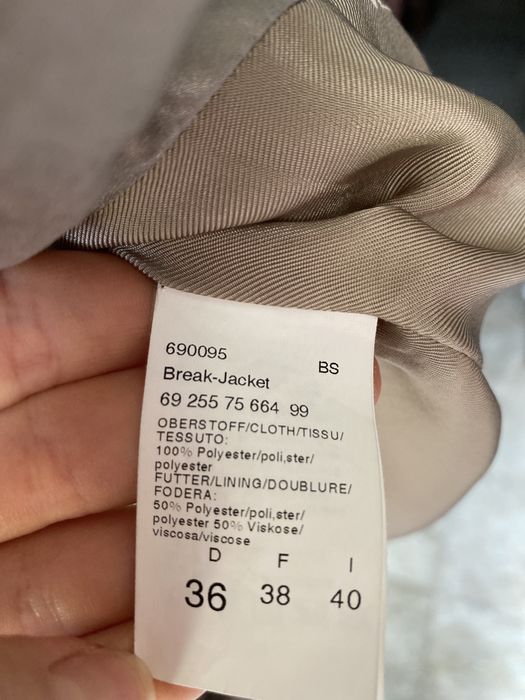 690095 BS
Break-Jacket
69 255 75 664 99
OBERSTOFF/CLOTH/TISSU/
TESSUTO:
100% Polyester/poli,ster/
polyester
FUTTER/LINING/DOUBLURE/
FODERA:
50% Polyester/poli,ster/
polyester 50% Viskose/
viscosa/viscose
D F I
36 38 40